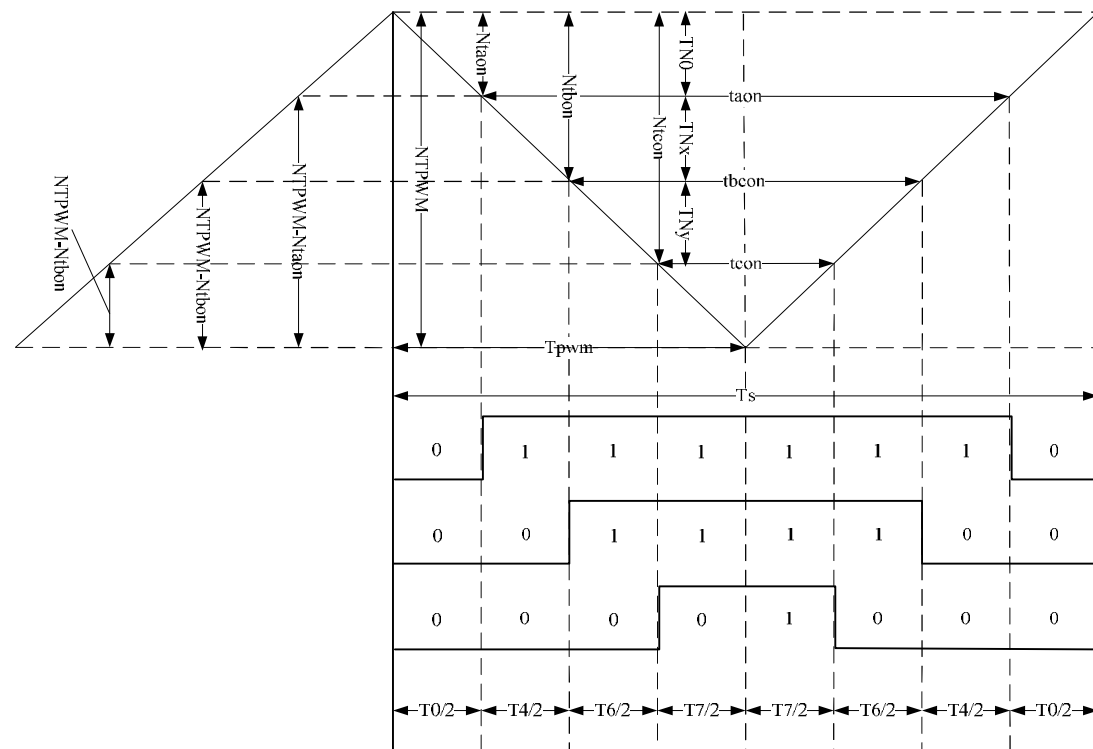 Ntaon
Ntbon
Ntcon
TN0
TNx
TNy
taon
tbcon
tcon
NTPWM
NTPWM-Ntaon
NTPWM-Ntbon
NTPWM-Ntbon
Tpwm
Ts
0 1 1 1 1 1 1 0
0 0 1 1 1 1 0 0
0 0 0 0 1 0 0 0
T0/2 T4/2 T6/2 T7/2 T7/2 T6/2 T4/2 T0/2